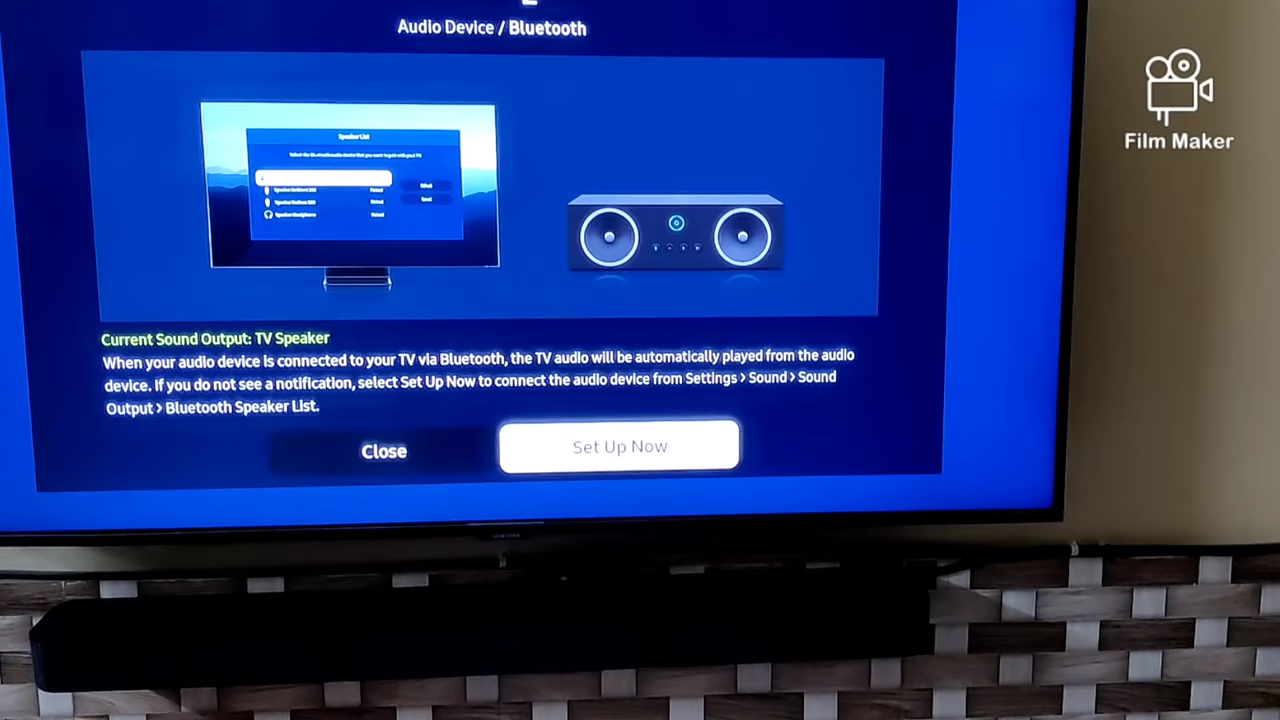 Audio Device / Bluetooth
Film Maker
Speaker List
Current Sound Output: TV Speaker
When your audio device is connected to your TV via Bluetooth, the TV audio will be automatically played from the audio
device. If you do not see a notification, select Set Up Now to connect the audio device from Settings > Sound > Sound
Output > Bluetooth Speaker List.
Close
Set Up Now
SAMSUNG